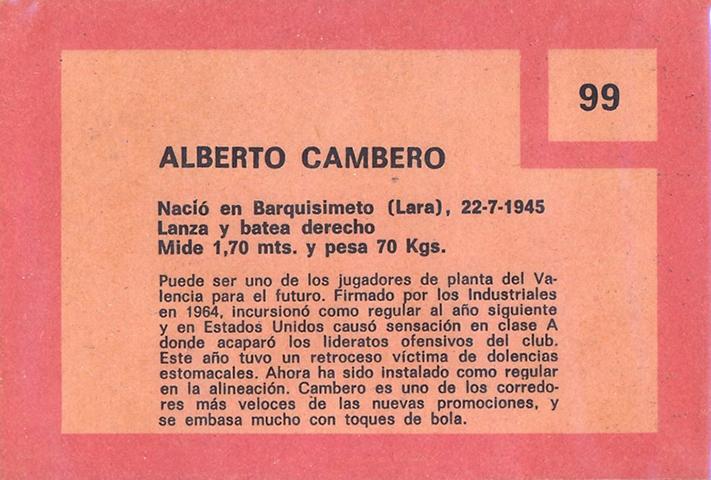 99
ALBERTO CAMBERO
Nació en Barquisimeto (Lara), 22-7-1945
Lanza y batea derecho
Mide 1,70 mts. y pesa 70 Kgs.
Puede ser uno de los jugadores de planta del Va-
lencia para el futuro. Firmado por los Industriales
en 1964, incursionó como regular al año siguiente
y en Estados Unidos causó sensación en clase A
donde acaparó los lideratos ofensivos del club.
Este año tuvo un retroceso víctima de dolencias
estomacales. Ahora ha sido instalado como regular
en la alineación. Cambero es uno de los corredo-
res más veloces de las nuevas promociones, y
se embasa mucho con toques de bola.